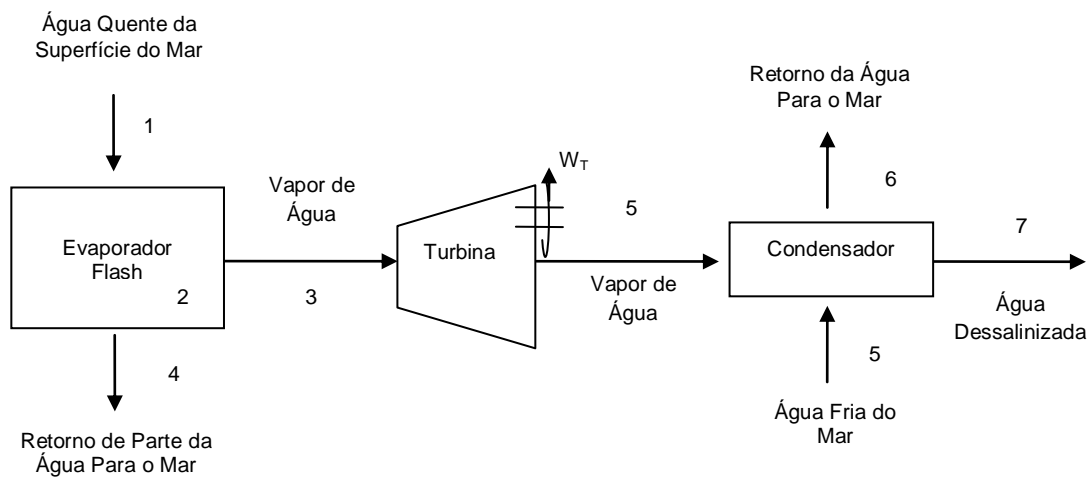 Água Quente da
Superfície do Mar
1
Evaporador
Flash
2
4
Retorno de Parte da
Água Para o Mar
Vapor de
Água
3
Turbina
W_T
5
Vapor de
Água
Retorno da Água
Para o Mar
6
Condensador
7
Água
Dessalinizada
5
Água Fria do
Mar